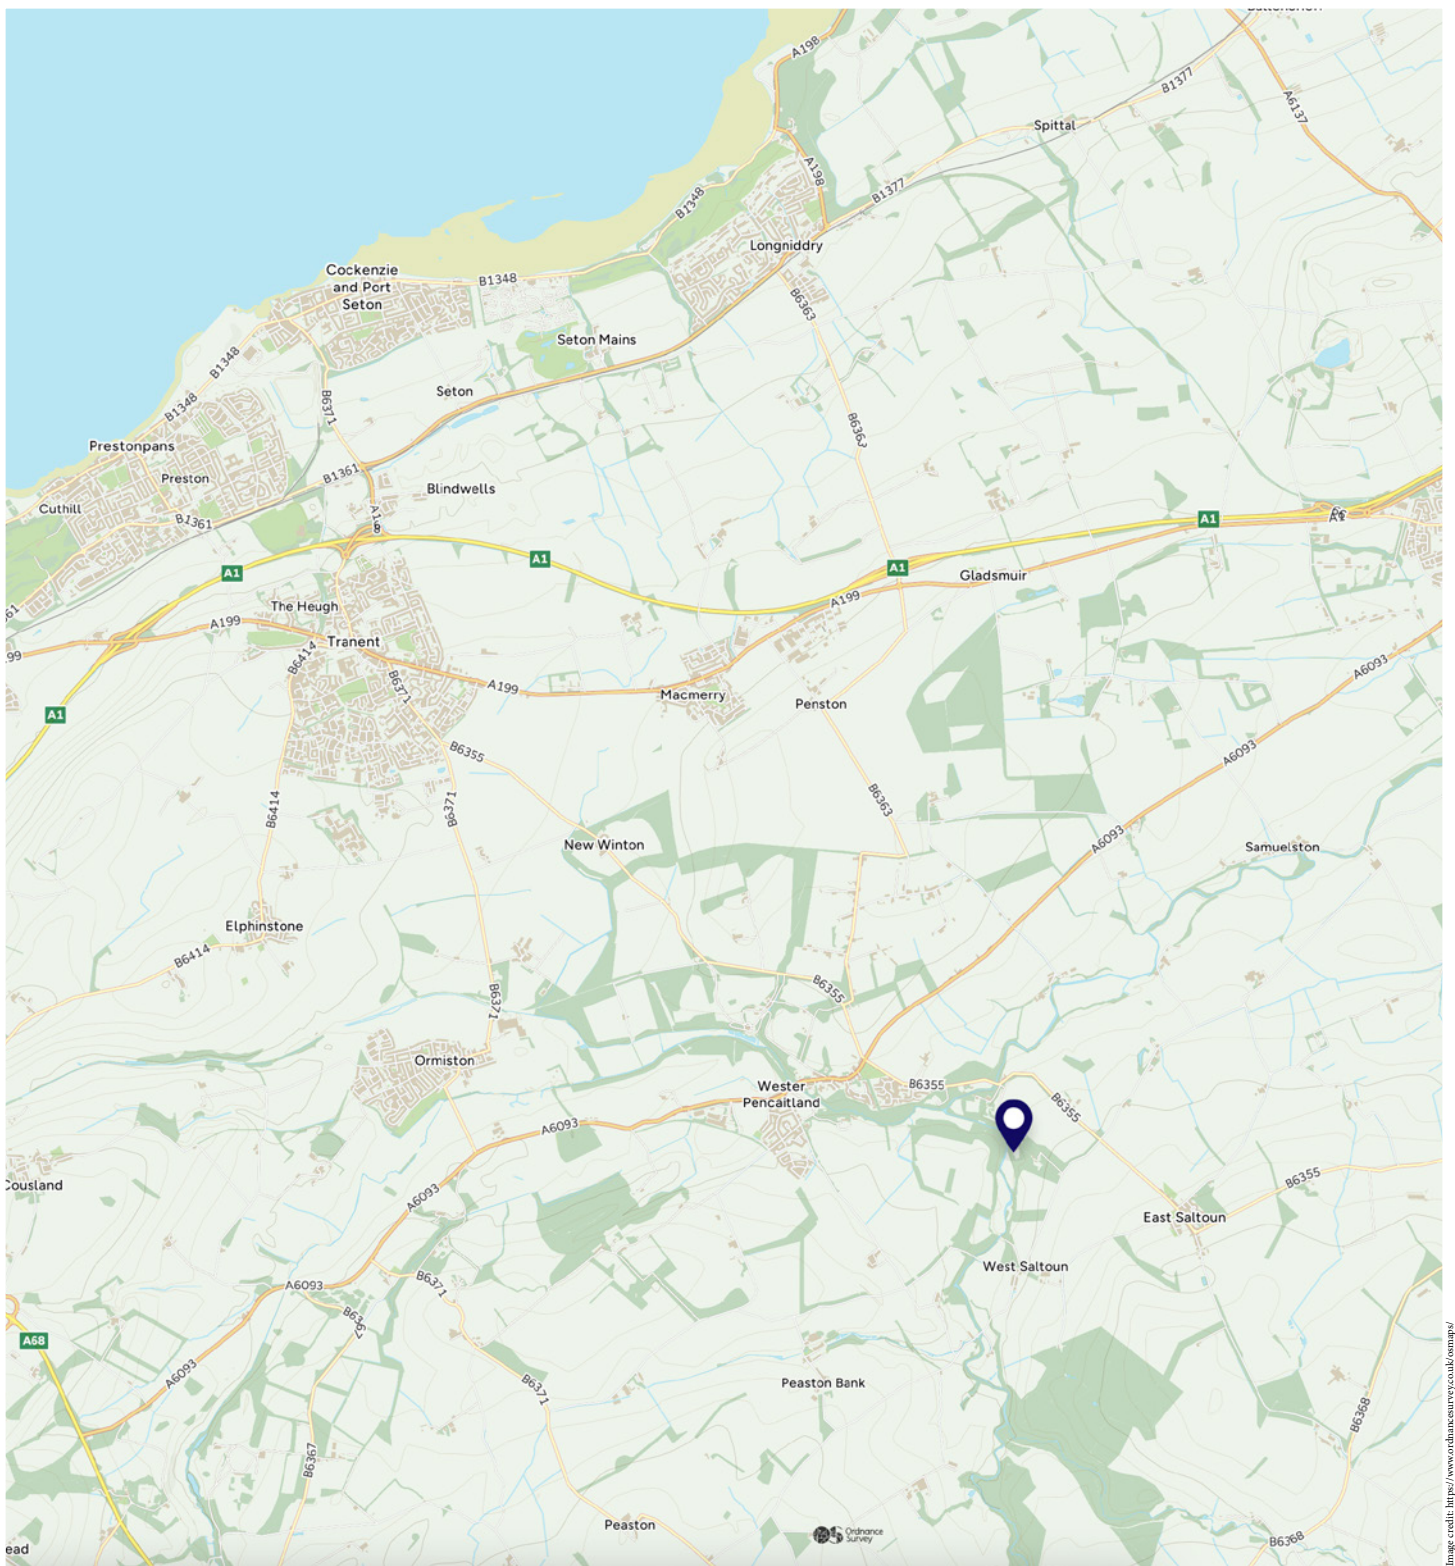 A198
B1377
A6137
Spittal
A198
B1377
B1348
Longniddry
Cockenzie
and Port
Seton
B1348
B6363
Seton Mains
B1348
Seton
B6371
B1348
B6363
Prestonpans
Preston
B1361
Blindwells
Cuthill
B1361
A1
A1
A1
A1
A1
Gladsmuir
The Heugh
A199
A199
Tranent
B6414
A6093
B6371
A199
Macmerry
Penston
A1
B6355
A6093
B6414
B6371
B6363
A6093
New Winton
Samuelston
Elphinstone
B6414
B6355
B6371
Ormiston
Wester
Pencaitland
B6355
B6355
A6093
Cousland
A6093
B6355
East Saltoun
West Saltoun
A6093
B6371
B6367
A68
A6093
Peaston Bank
B6371
B6368
B6367
Peaston
Ordnance
Survey
B6368
Image credit: https://www.ordnancesurvey.co.uk/osmaps/